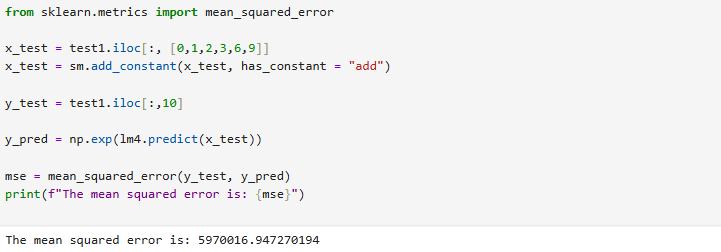 from sklearn.metrics import mean_squared_error
x_test = test1.iloc[:, [0,1,2,3,6,9]]
x_test = sm.add_constant(x_test, has_constant = "add")
y_test = test1.iloc[:,10]
y_pred = np.exp(lm4.predict(x_test))
mse = mean_squared_error(y_test, y_pred)
print(f"The mean squared error is: {mse}")
The mean squared error is: 5970016.947270194